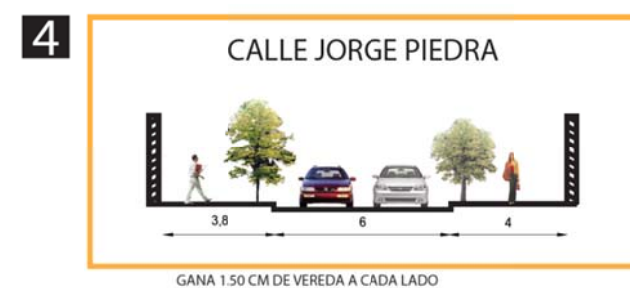 4
CALLE JORGE PIEDRA
3,8 6 4
GANA 1.50 CM DE VEREDA A CADA LADO